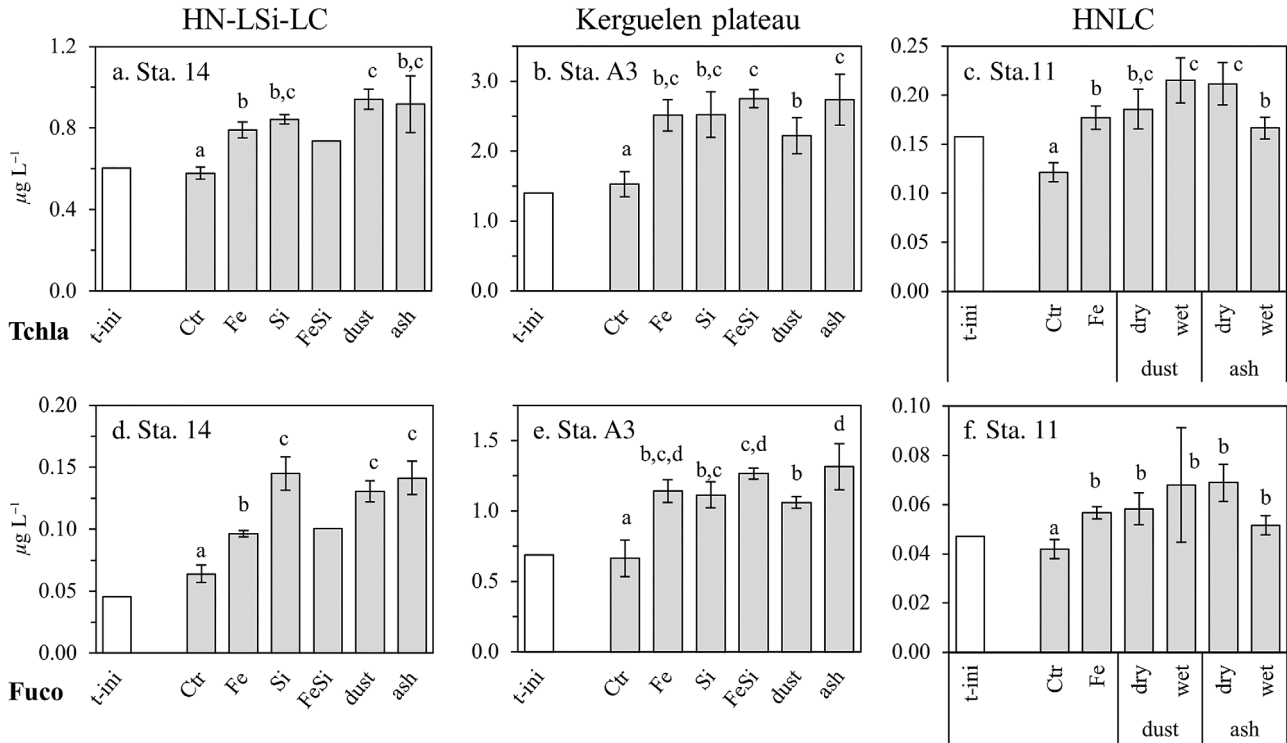 HN-LSi-LC
Kerguelen plateau
HNLC
a. Sta. 14
1.2
0.8
0.4
0.0
µg L⁻¹
a
b
b,c
c
b,c
t-ini
Ctr
Fe
Si
FeSi
dust
ash
Tchla
b. Sta. A3
3.0
2.0
1.0
0.0
a
b,c
b,c
c
b
c
t-ini
Ctr
Fe
Si
FeSi
dust
ash
c. Sta.11
0.25
0.20
0.15
0.10
0.05
0.00
a
b
b,c
c
c
b
t-ini
Ctr
Fe
dry
wet
dry
wet
dust
ash
d. Sta. 14
0.20
0.15
0.10
0.05
0.00
µg L⁻¹
a
b
c
c
c
t-ini
Ctr
Fe
Si
FeSi
dust
ash
Fuco
e. Sta. A3
1.5
1.0
0.5
0.0
a
b,c,d
b,c
c,d
b
d
t-ini
Ctr
Fe
Si
FeSi
dust
ash
f. Sta. 11
0.10
0.08
0.06
0.04
0.02
0.00
a
b
b
b
b
b
t-ini
Ctr
Fe
dry
wet
dry
wet
dust
ash